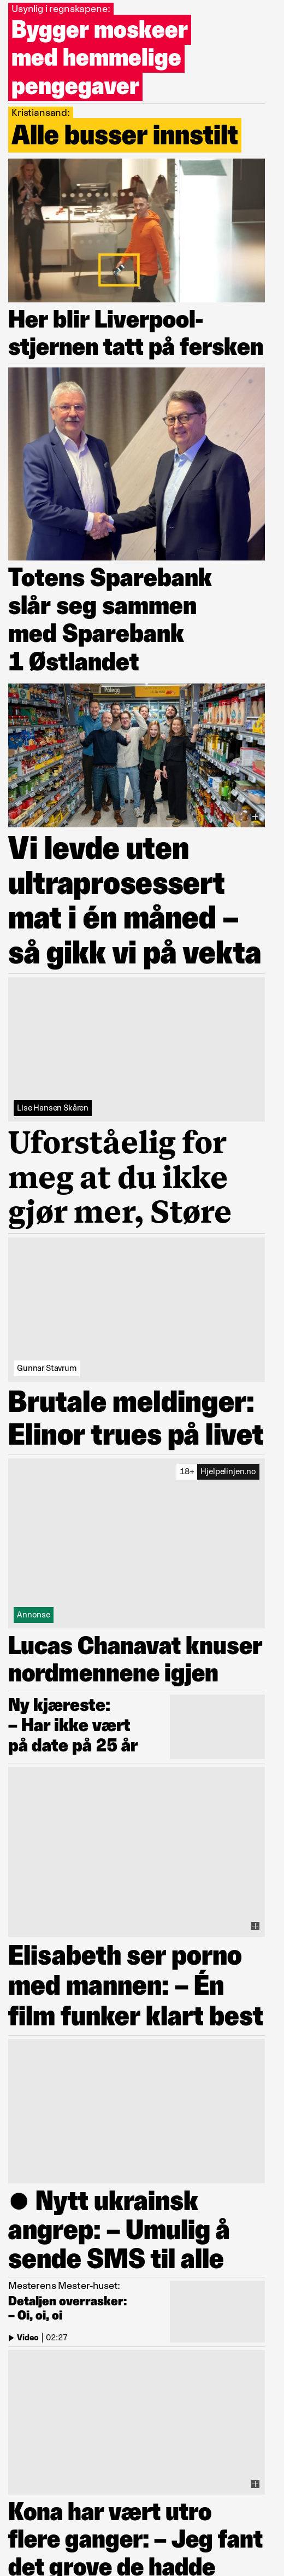 Usynlig i regnskapene:
Bygger moskeer
med hemmelige
pengegaver
Kristiansand:
Alle busser innstilt
Her blir Liverpool-
stjernen tatt på fersken
Totens Sparebank
slår seg sammen
med Sparebank
1 Østlandet
Pålegg
Vi levde uten
ultraprosessert
mat i én måned –
så gikk vi på vekta
Lise Hansen Skåren
Uforståelig for
meg at du ikke
gjør mer, Støre
Gunnar Stavrum
Brutale meldinger:
Elinor trues på livet
18+ Hjelpelinjen.no
Annonse
Lucas Chanavat knuser
nordmennene igjen
Ny kjæreste:
– Har ikke vært
på date på 25 år
Elisabeth ser porno
med mannen: – Én
film funker klart best
● Nytt ukrainsk
angrep: – Umulig å
sende SMS til alle
Mesterens Mester-huset:
Detaljen overrasker:
– Oi, oi, oi
Video | 02:27
Kona har vært utro
flere ganger: – Jeg fant
det grove de hadde